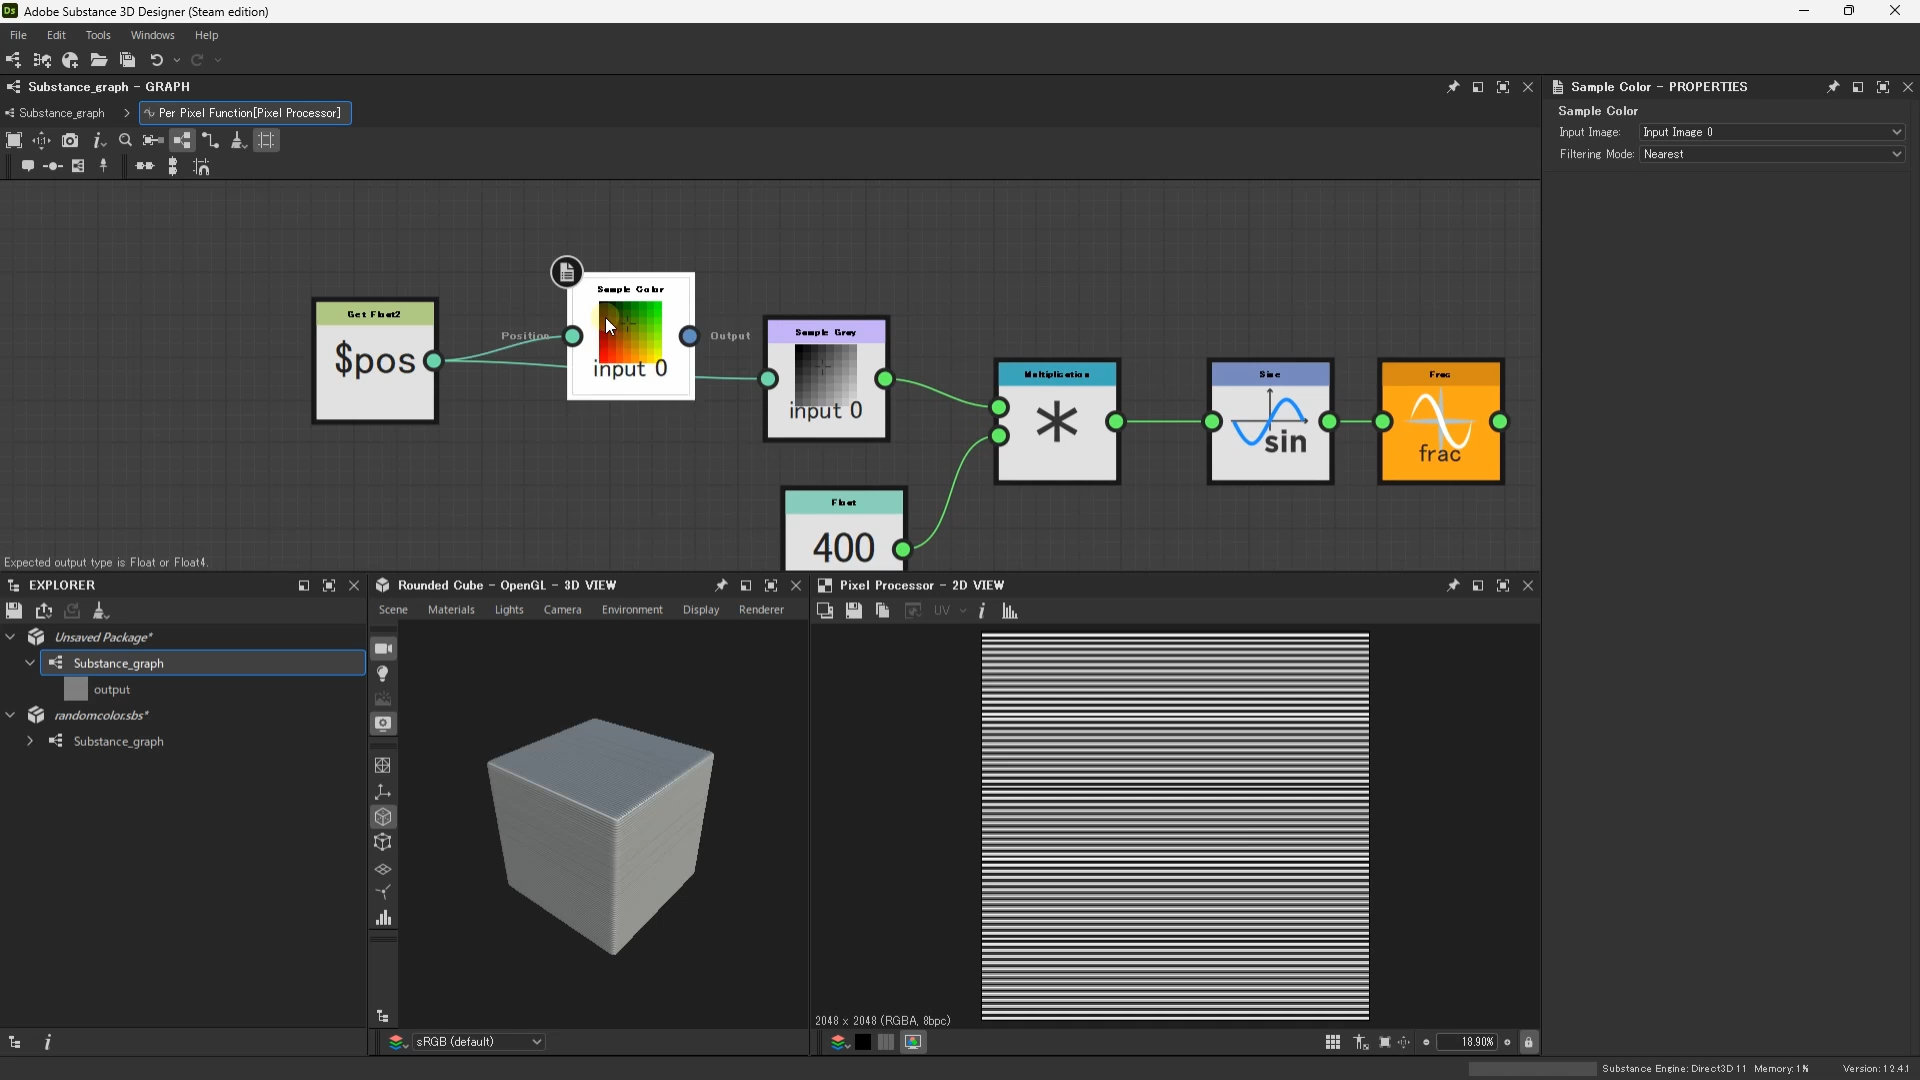 Ds Adobe Substance 3D Designer (Steam edition)
File Edit Tools Windows Help
Substance_graph - GRAPH
Substance_graph > Per Pixel Function[Pixel Processor]
Sample Color - PROPERTIES
Sample Color
Input Image: Input Image 0
Filtering Mode: Nearest
Get Float2
$pos
Position
Sample Color
input 0
Output
Sample Grey
input 0
Multiplication
*
Sine
sin
Frac
frac
Float
400
Expected output type is Float or Float4.
EXPLORER
Unsaved Package*
Substance_graph
output
randomcolor.sbs*
Substance_graph
Rounded Cube - OpenGL - 3D VIEW
Scene Materials Lights Camera Environment Display Renderer
sRGB (default)
Pixel Processor - 2D VIEW
UV
2048 x 2048 (RGBA, 8bpc)
18.90%
Substance Engine: Direct3D 11 Memory: 1% Version: 12.4.1